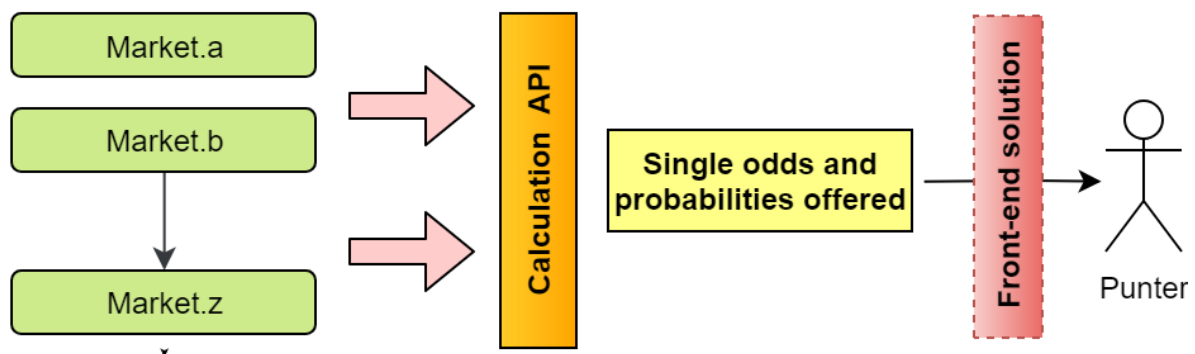 Market.a
Market.b
Market.z
Calculation API
Single odds and
probabilities offered
Front-end solution
Punter